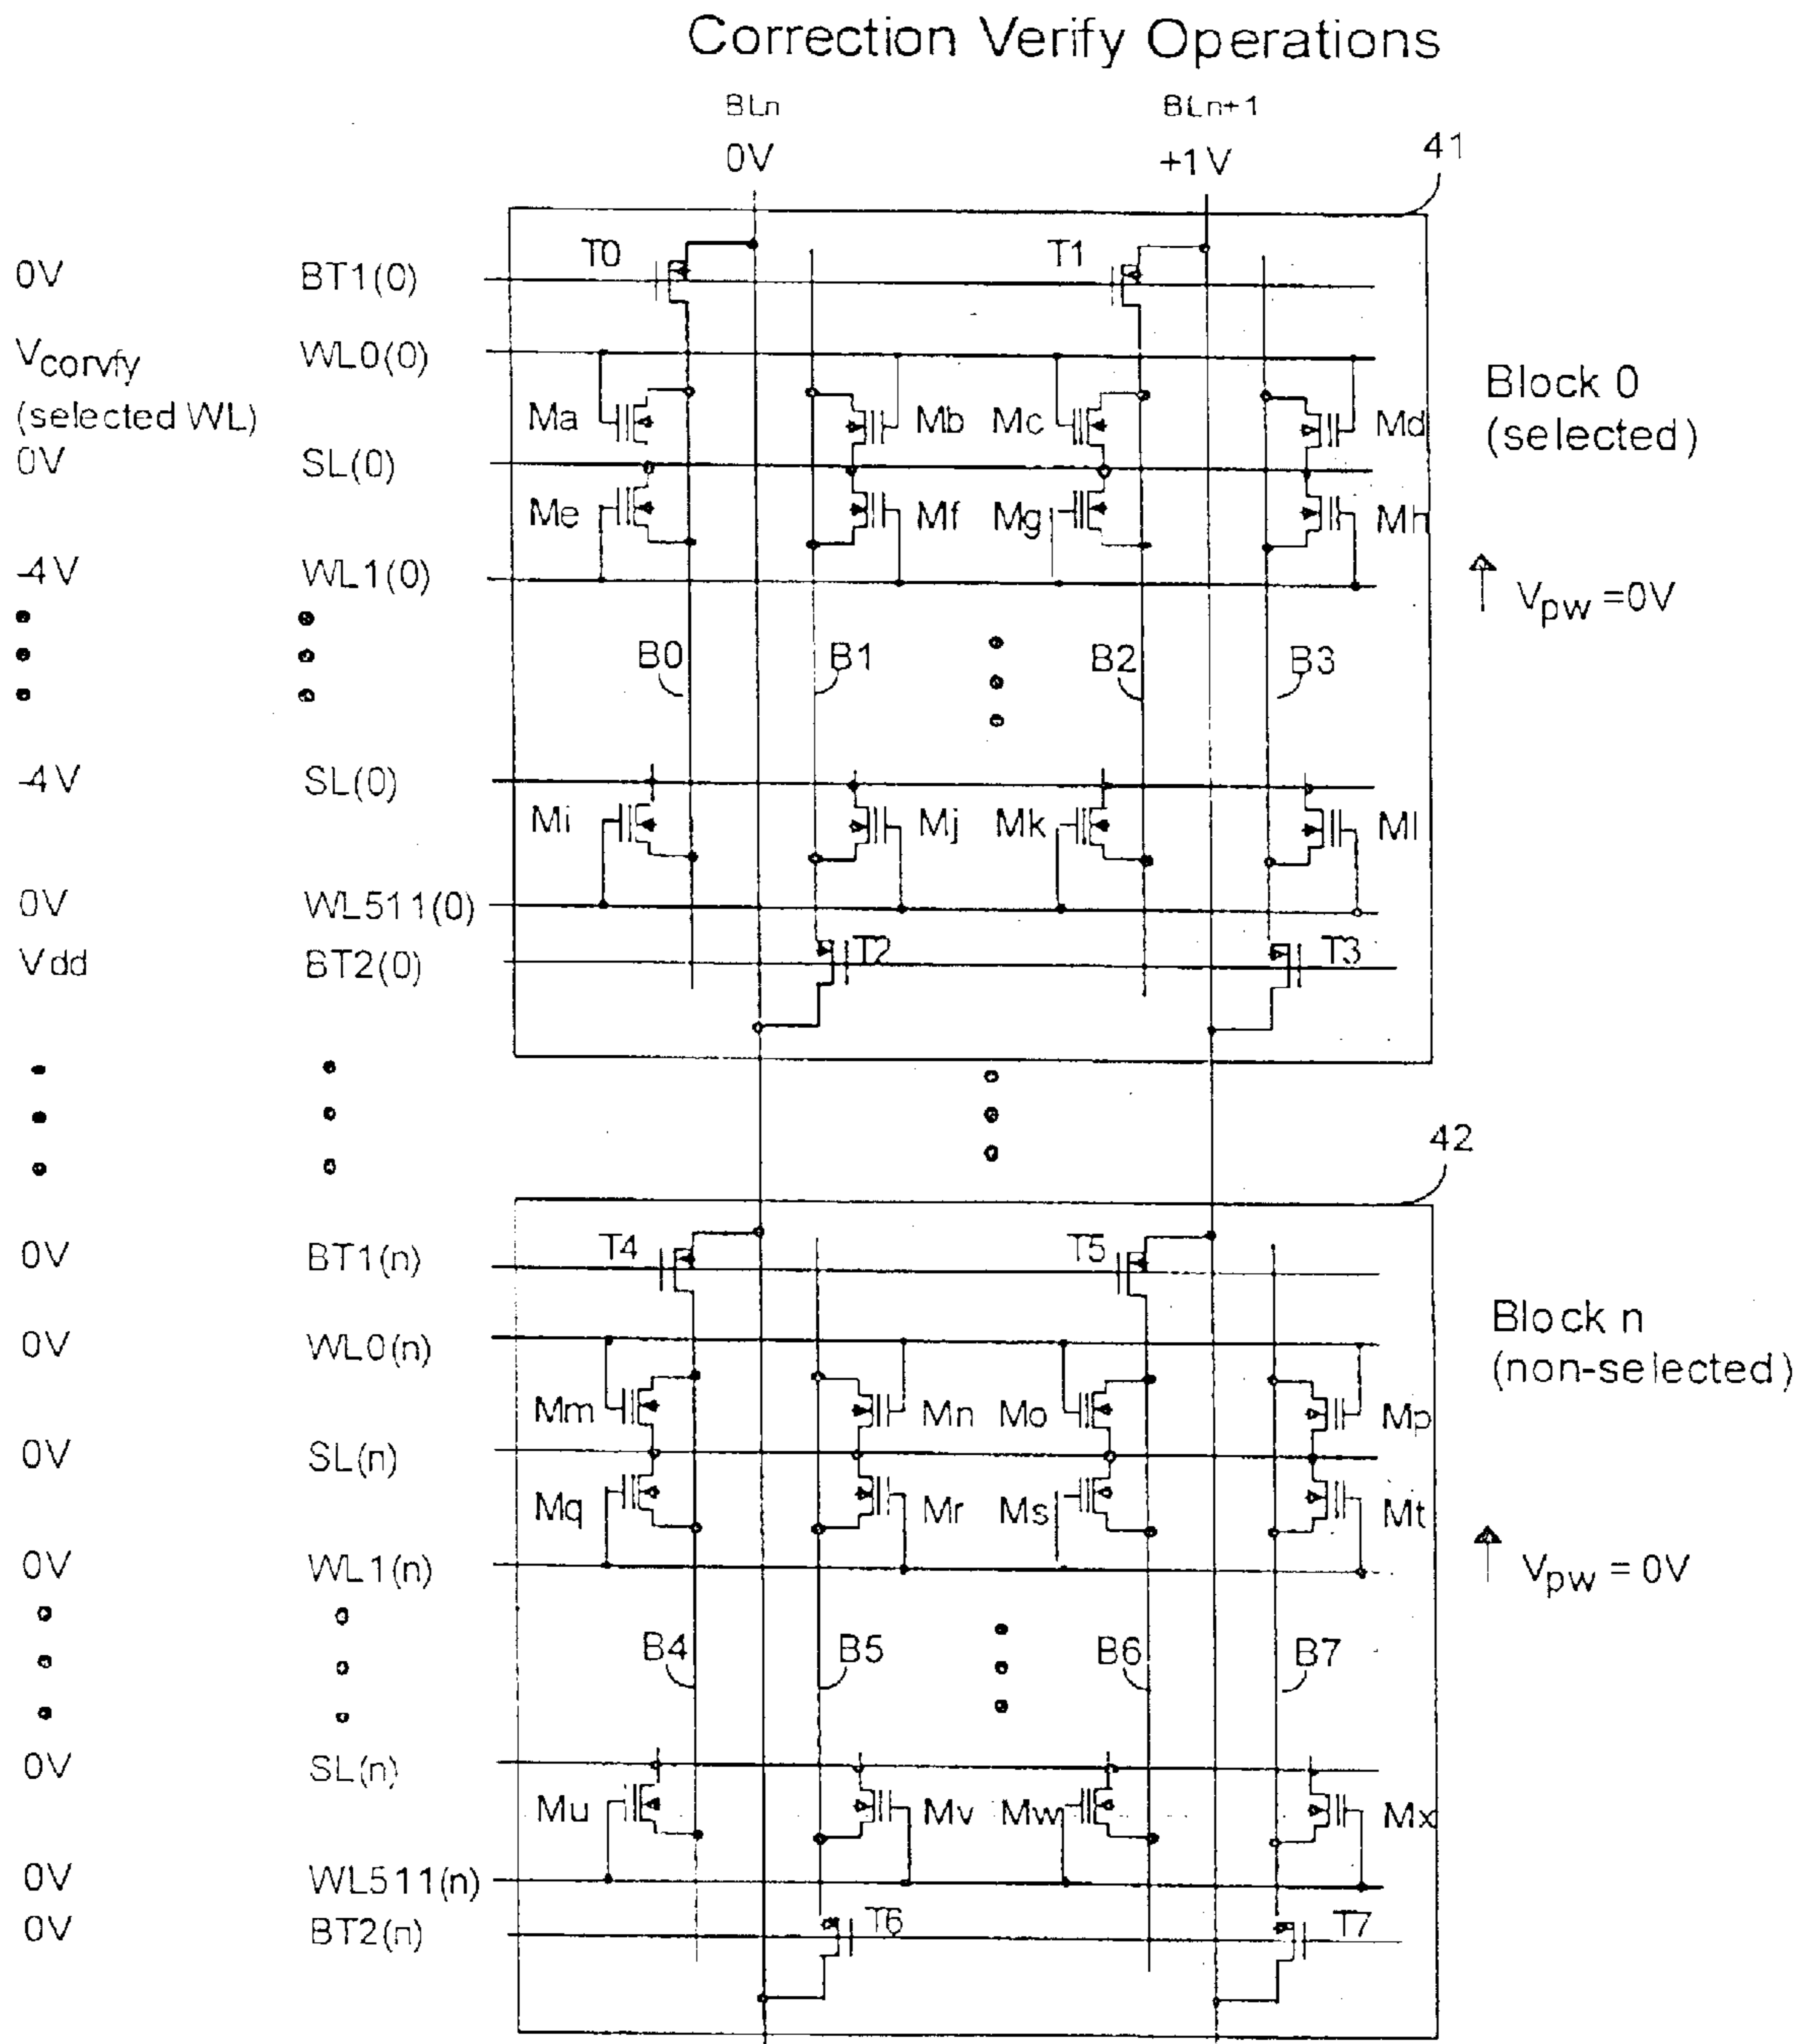 Correction Verify Operations
BLn BLn+1
0V +1V 41
T0 T1
0V BT1(0)
Vcorvfy WL0(0)
(selected WL)
Block 0
(selected)
Ma Mb Mc Md
0V SL(0)
Me Mf Mg Mh
-4V WL1(0)
Vpw =0V
B0 B1 B2 B3
-4V SL(0)
Mi Mj Mk Ml
0V WL511(0)
Vdd BT2(0) T2 T3
42
0V BT1(n) T4 T5
0V WL0(n)
Block n
(non-selected)
Mm Mn Mo Mp
0V SL(n)
Mq Mr Ms Mt
0V WL1(n)
Vpw = 0V
B4 B5 B6 B7
0V SL(n)
Mu Mv Mw Mx
0V WL511(n)
0V BT2(n) T6 T7